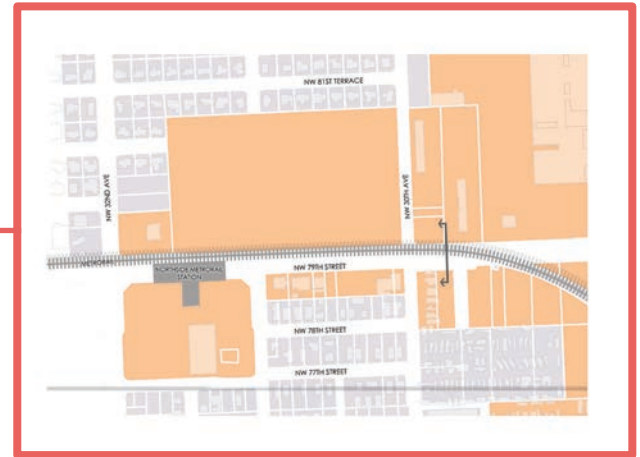 NW 81ST TERRACE
NW 32ND AVE
NW 30TH AVE
METRORAIL
NORTHSIDE METRORAIL
STATION
NW 79TH STREET
NW 78TH STREET
NW 77TH STREET